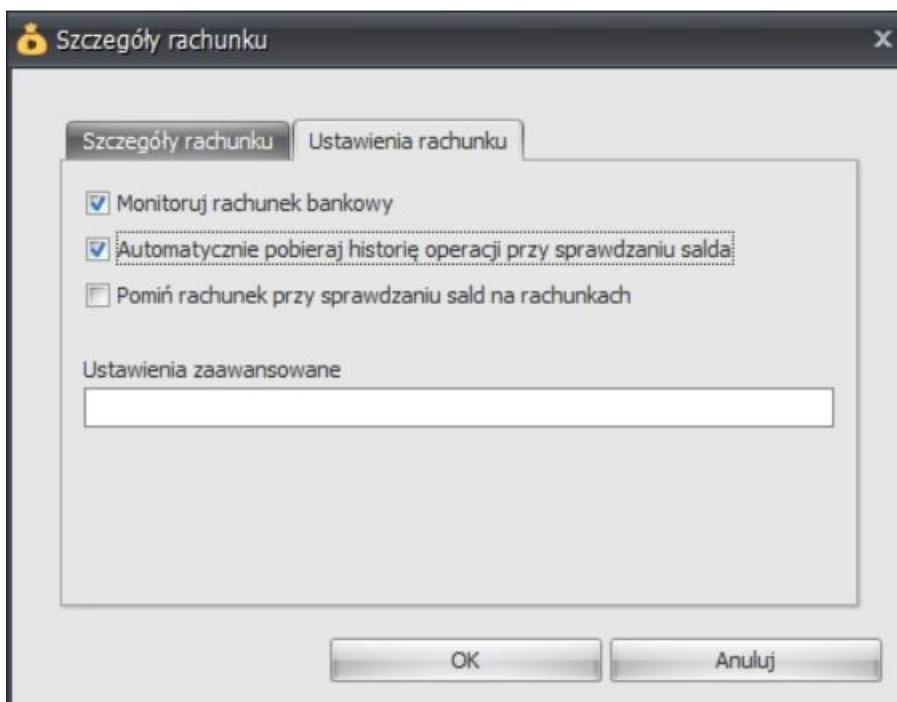 Szczegóły rachunku
Szczegóły rachunku
Ustawienia rachunku
Monitoruj rachunek bankowy
Automatycznie pobieraj historię operacji przy sprawdzaniu salda
Pomiń rachunek przy sprawdzaniu sald na rachunkach
Ustawienia zaawansowane
OK
Anuluj